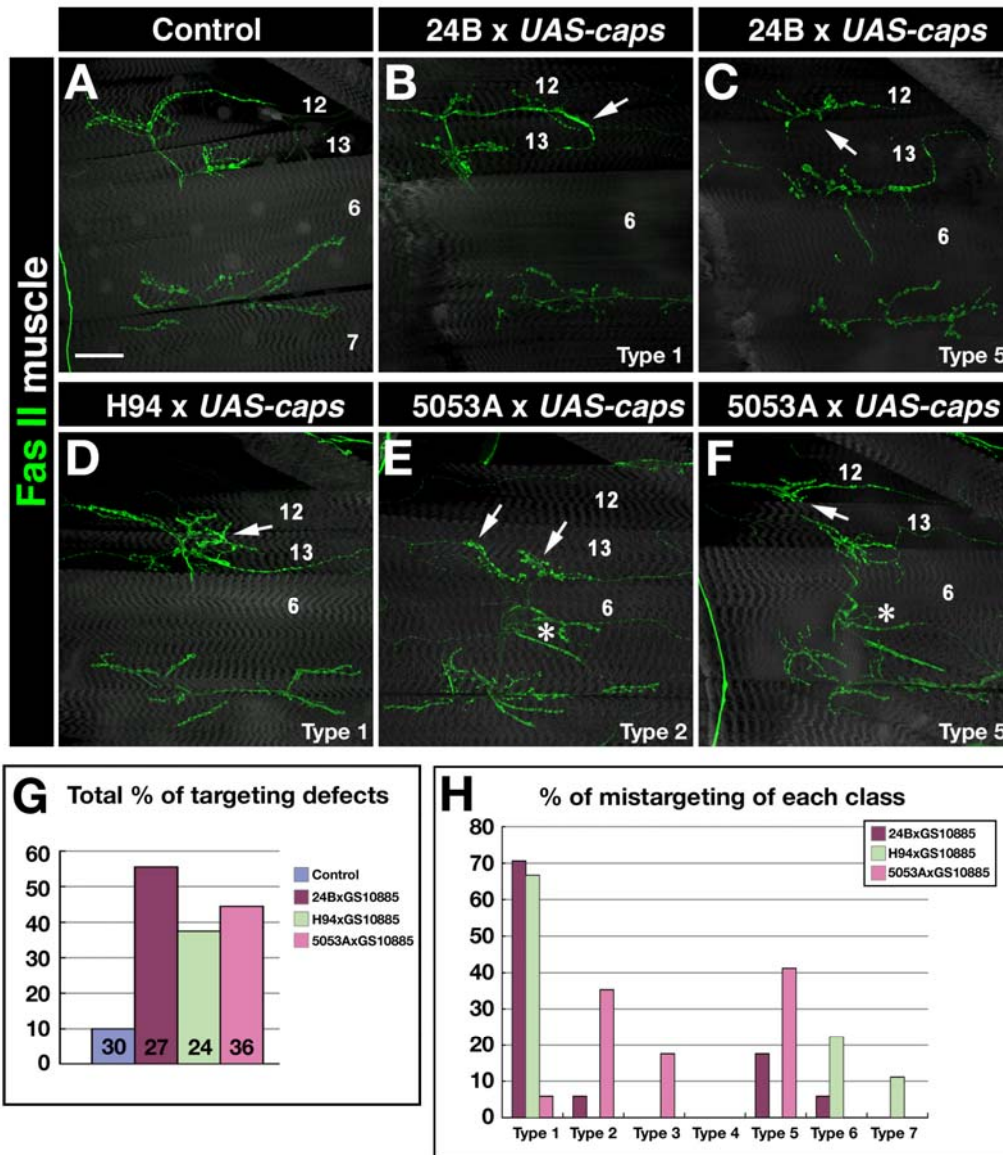 Control
24B x UAS-caps
24B x UAS-caps
Fas II muscle
A
12
13
6
7
B
12
13
6
Type 1
C
12
13
6
Type 5
H94 x UAS-caps
5053A x UAS-caps
5053A x UAS-caps
D
12
13
6
Type 1
E
12
13
6
*
Type 2
F
12
13
6
*
Type 5
G Total % of targeting defects
60
50
40
30
20
10
0
30 27 24 36
Control
24BxGS10885
H94xGS10885
5053AxGS10885
H % of mistargeting of each class
80
70
60
50
40
30
20
10
0
24BxGS10885
H94xGS10885
5053AxGS10885
Type 1 Type 2 Type 3 Type 4 Type 5 Type 6 Type 7